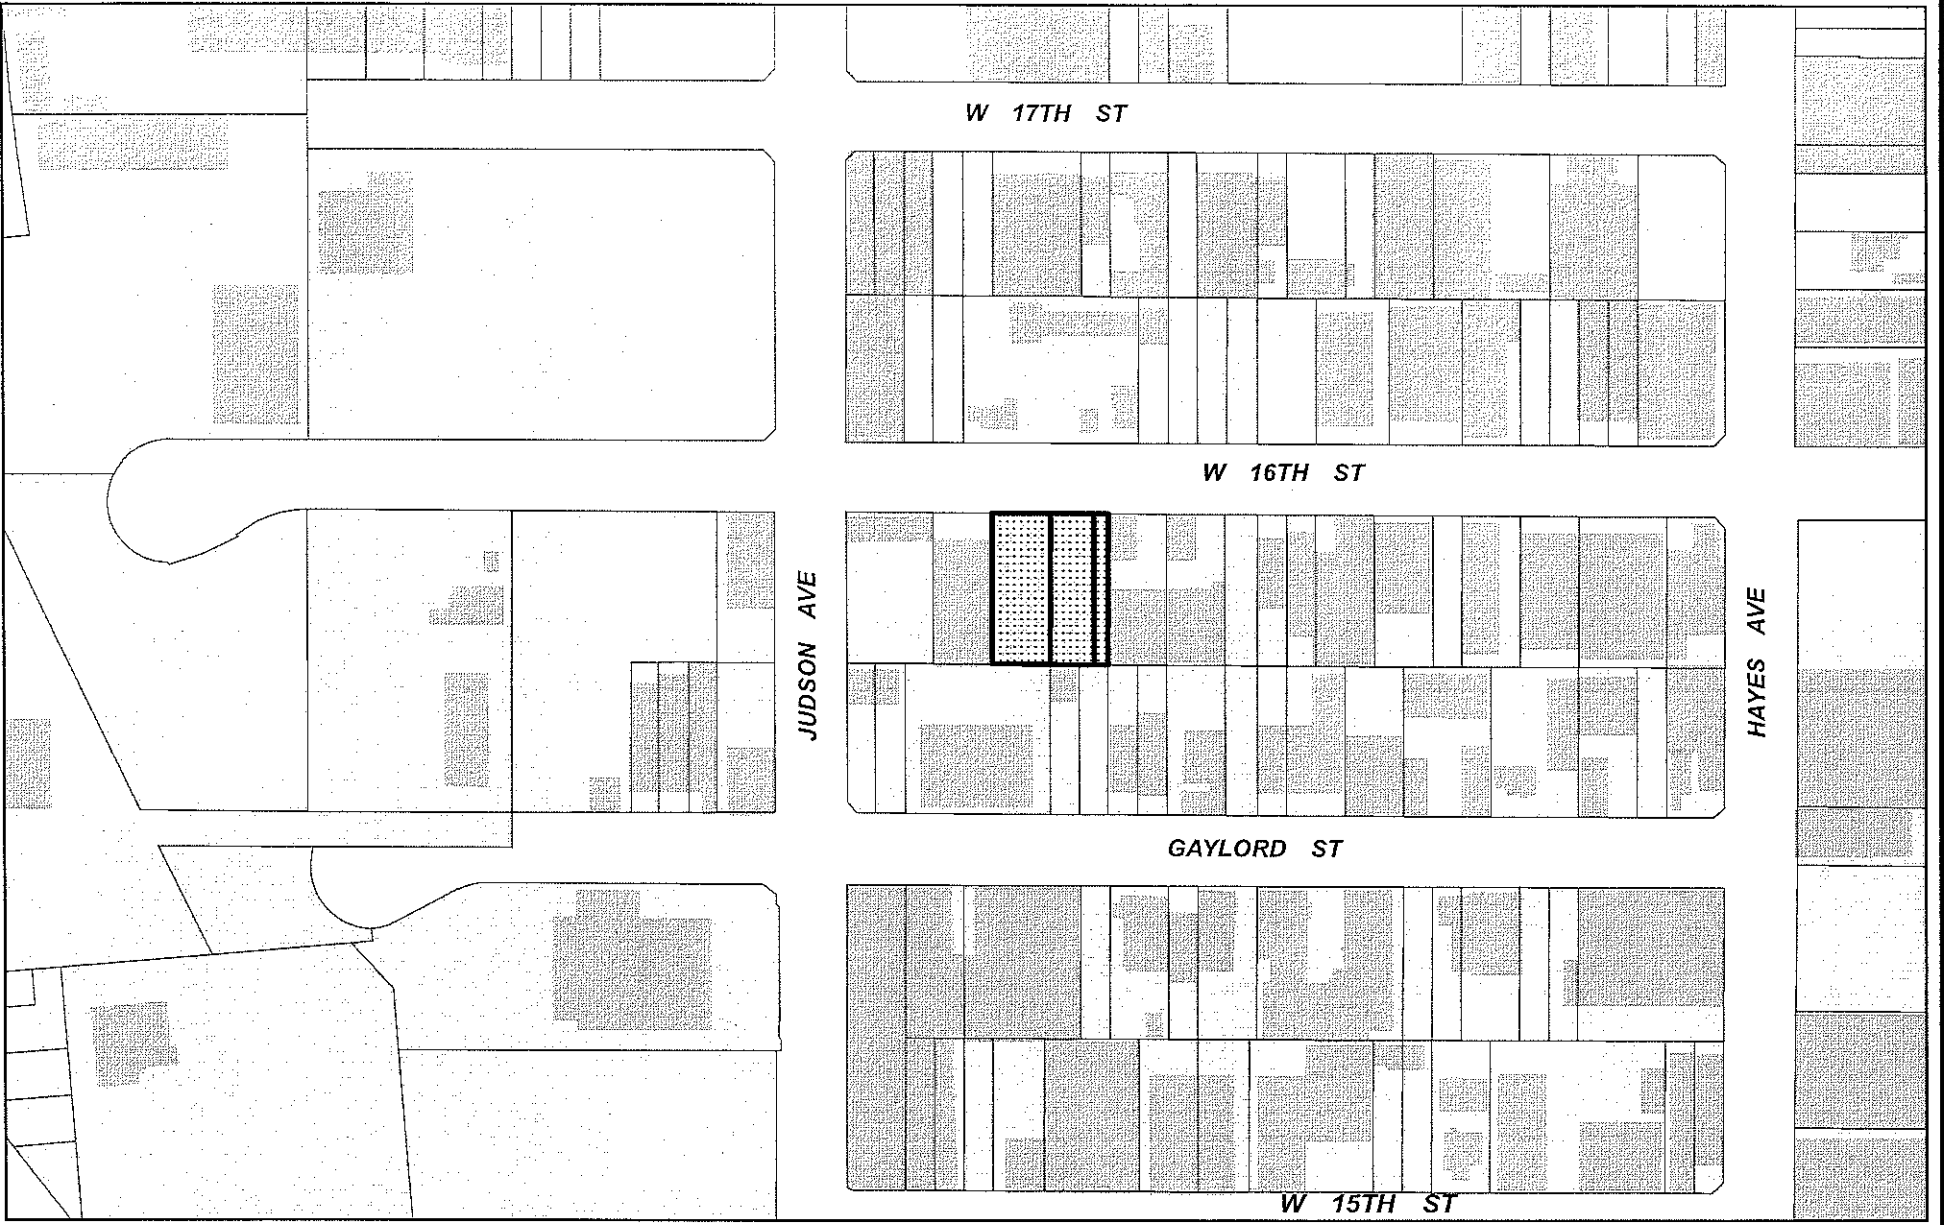 W 17TH ST
W 16TH ST
JUDSON AVE
HAYES AVE
GAYLORD ST
W 15TH ST